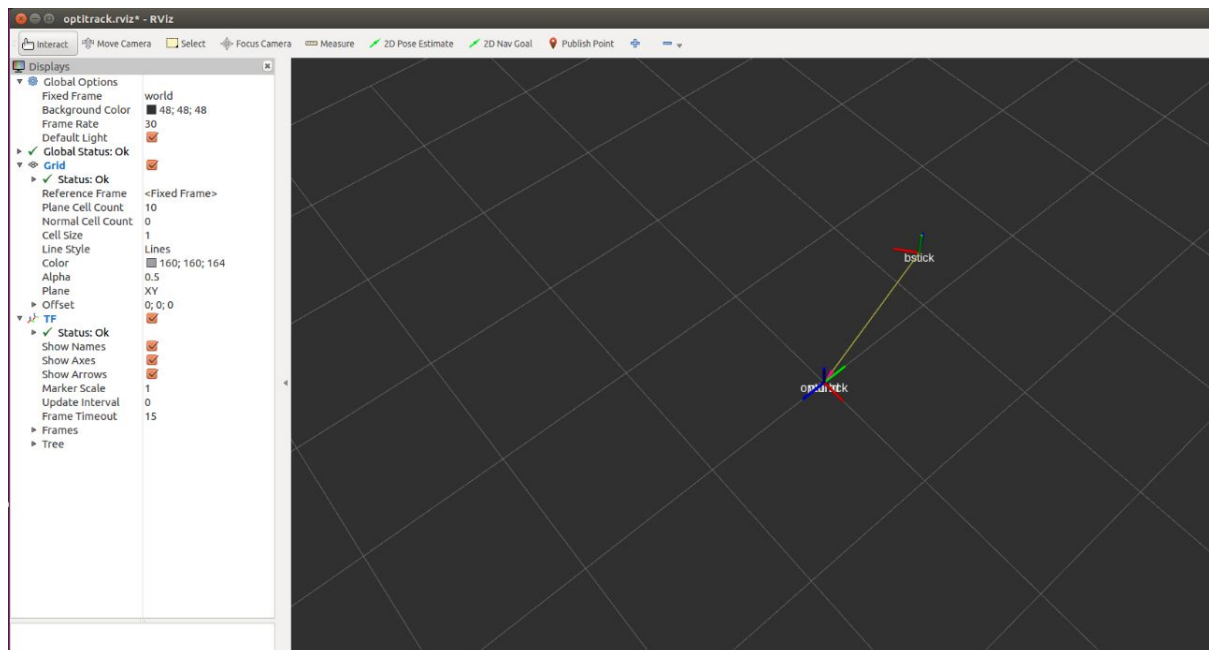 optitrack.rviz* - RViz
Interact Move Camera Select Focus Camera Measure 2D Pose Estimate 2D Nav Goal Publish Point
Displays
Global Options
Fixed Frame world
Background Color 48; 48; 48
Frame Rate 30
Default Light
Global Status: Ok
Grid
Status: Ok
Reference Frame <Fixed Frame>
Plane Cell Count 10
Normal Cell Count 0
Cell Size 1
Line Style Lines
Color 160; 160; 164
Alpha 0.5
Plane XY
Offset 0; 0; 0
TF
Status: Ok
Show Names
Show Axes
Show Arrows
Marker Scale 1
Update Interval 0
Frame Timeout 15
Frames
Tree
bstick